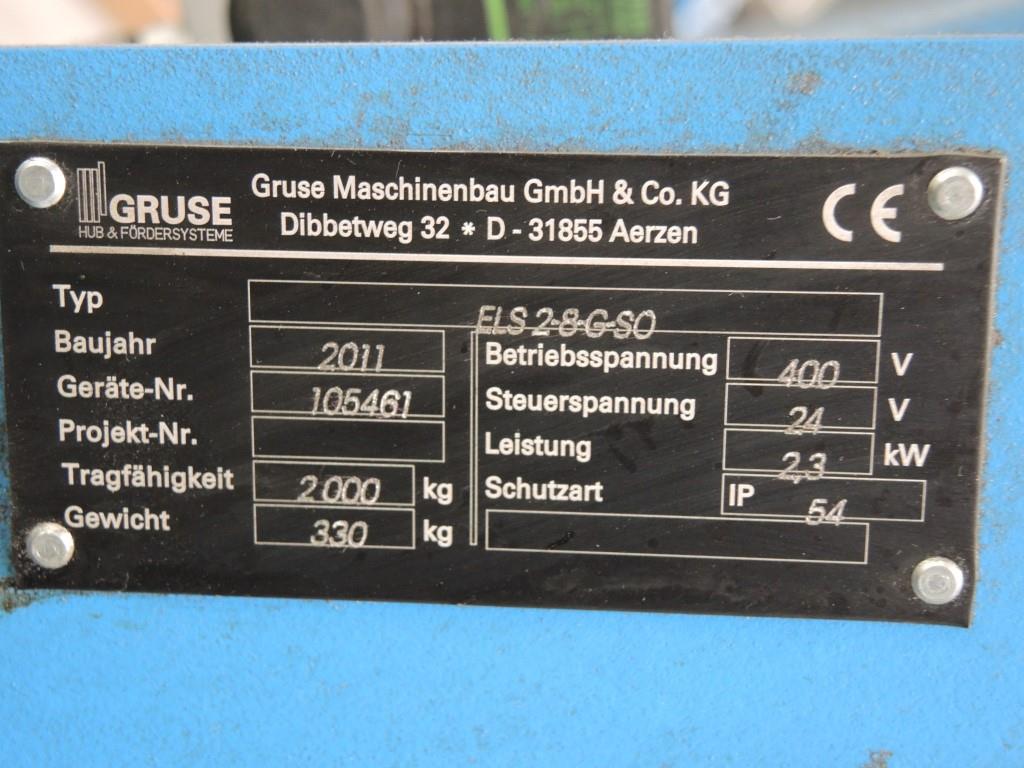 GRUSE
HUB & FÖRDERSYSTEME
Gruse Maschinenbau GmbH & Co. KG
Dibbetweg 32 * D - 31855 Aerzen
CE
Typ ELS 2-8-G-SO
Baujahr 2011
Geräte-Nr. 105461
Projekt-Nr.
Tragfähigkeit 2000 kg
Gewicht 330 kg
Betriebsspannung 400 V
Steuerspannung 24 V
Leistung 2,3 kW
Schutzart IP 54